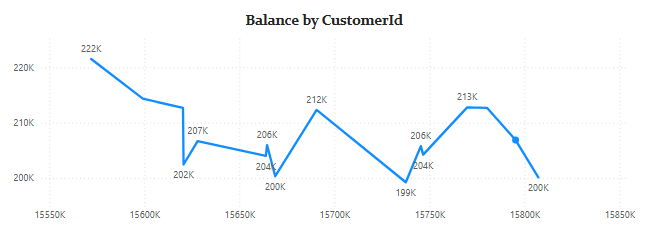 Balance by CustomerId
222K
220K
213K
212K
210K
207K
206K
206K
204K
204K
202K
200K
200K
200K
199K
15550K 15600K 15650K 15700K 15750K 15800K 15850K